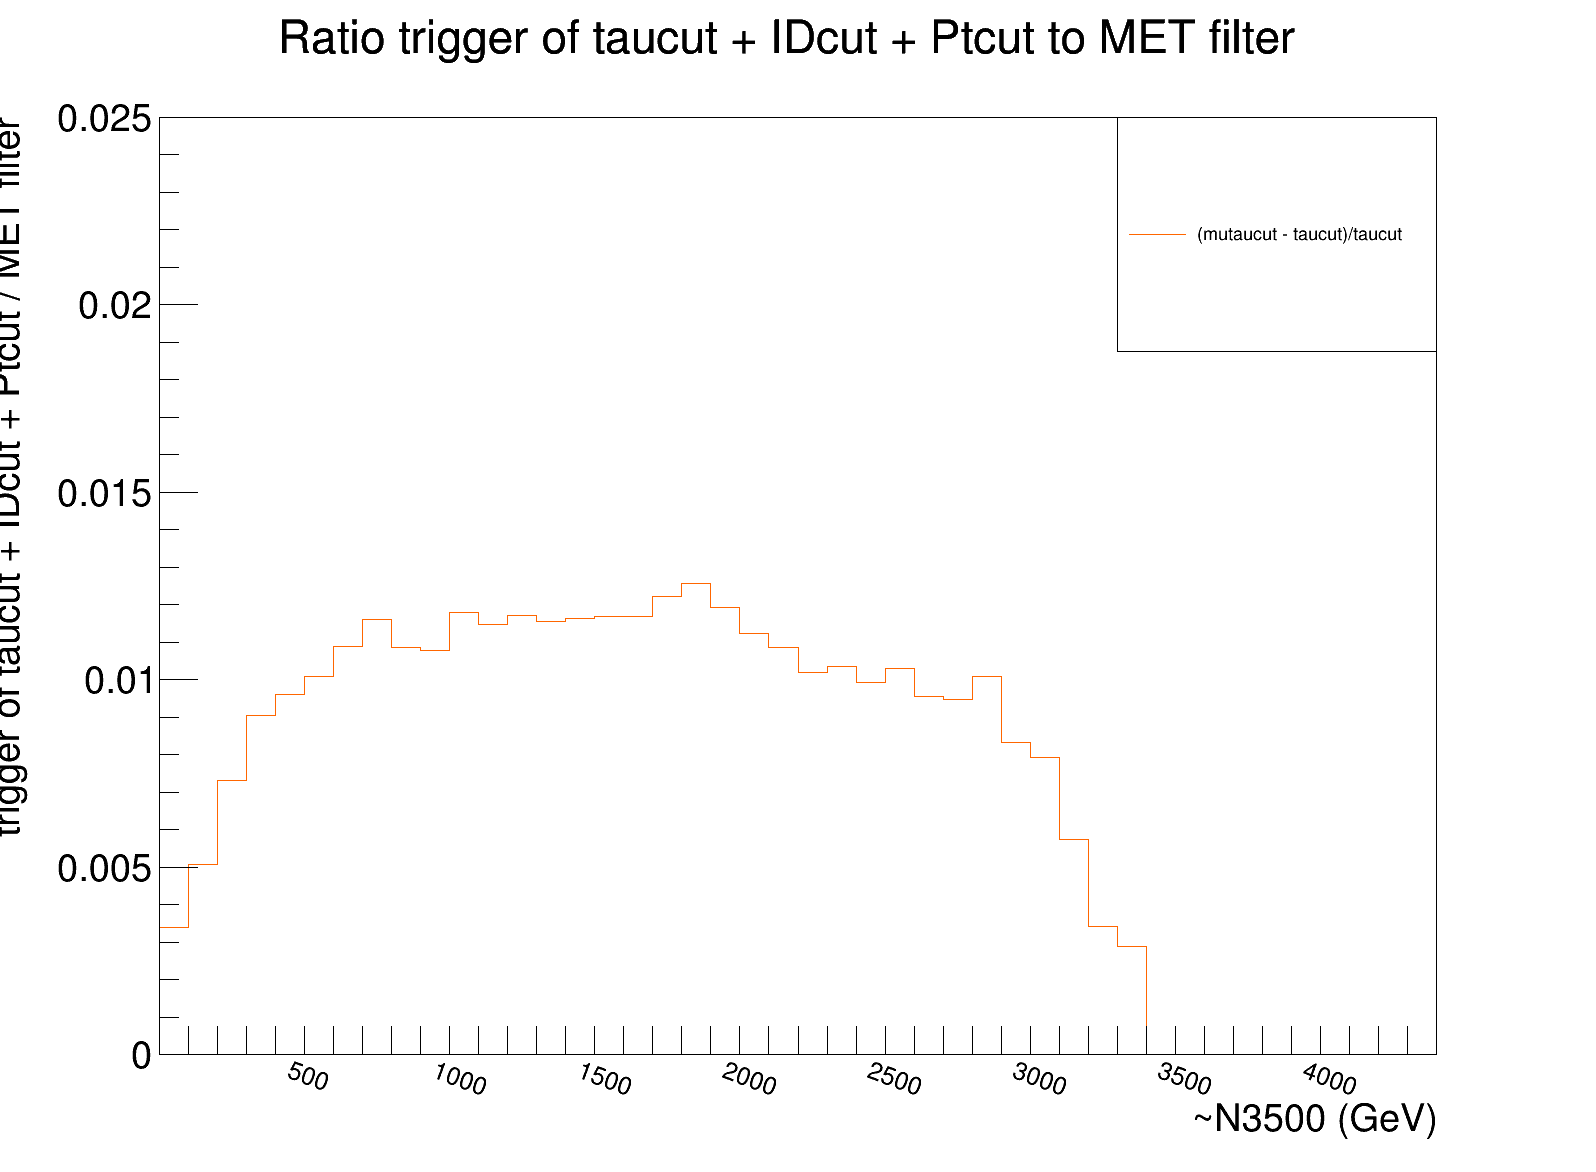 Ratio trigger of taucut + IDcut + Ptcut to MET filter
trigger of taucut + IDcut + Ptcut / MET filter
0.025
0.02
0.015
0.01
0.005
0
(mutaucut - taucut)/taucut
500 1000 1500 2000 2500 3000 3500 4000
~N3500 (GeV)